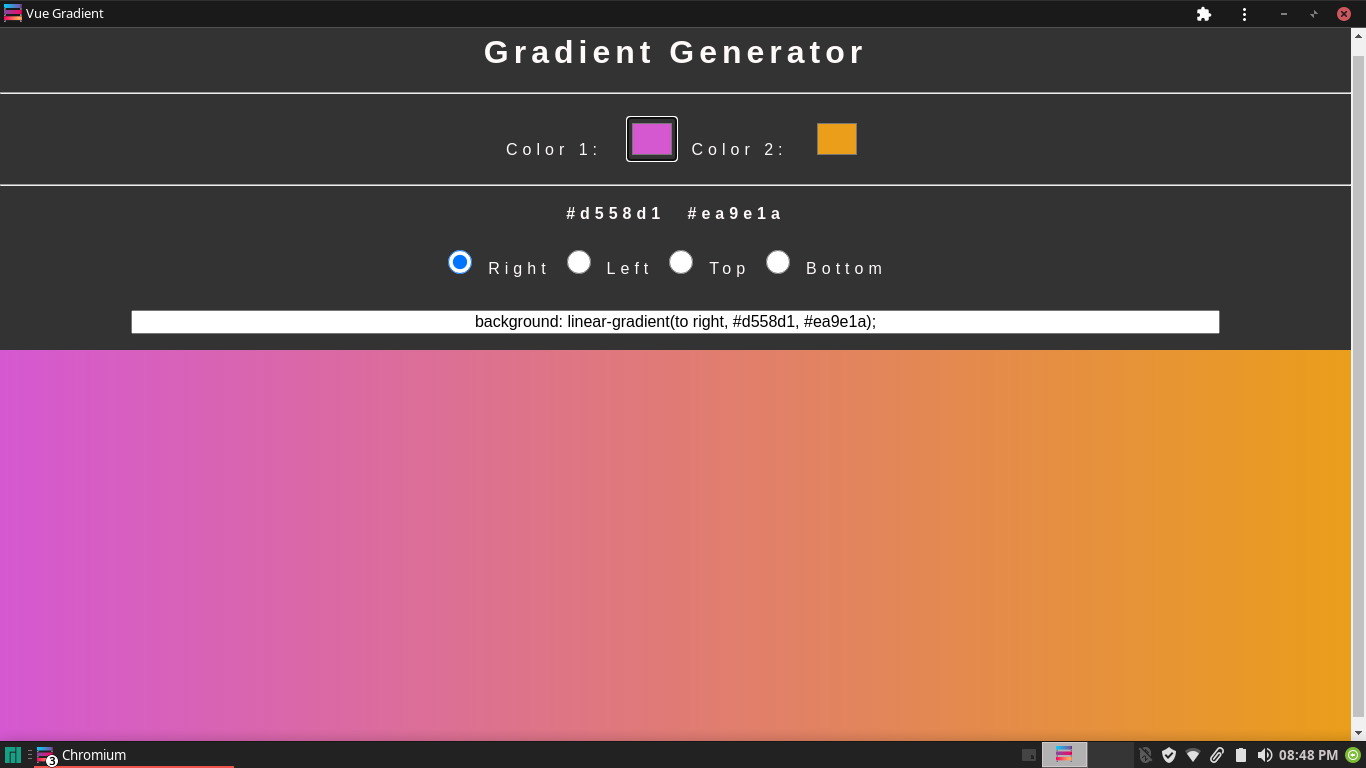 Vue Gradient
Gradient Generator
Color 1: Color 2:
#d558d1 #ea9e1a
Right Left Top Bottom
background: linear-gradient(to right, #d558d1, #ea9e1a);
3 Chromium 08:48 PM